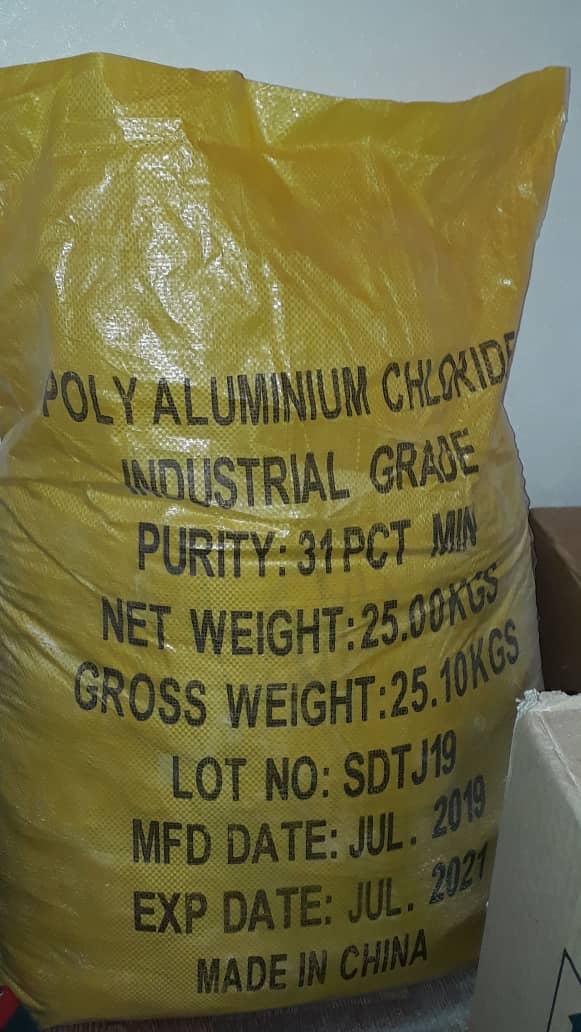 POLY ALUMINIUM CHLORIDE
INDUSTRIAL GRADE
PURITY: 31 PCT MIN
NET WEIGHT: 25.00KGS
GROSS WEIGHT: 25.10KGS
LOT NO: SDTJ19
MFD DATE: JUL. 2019
EXP DATE: JUL. 2021
MADE IN CHINA